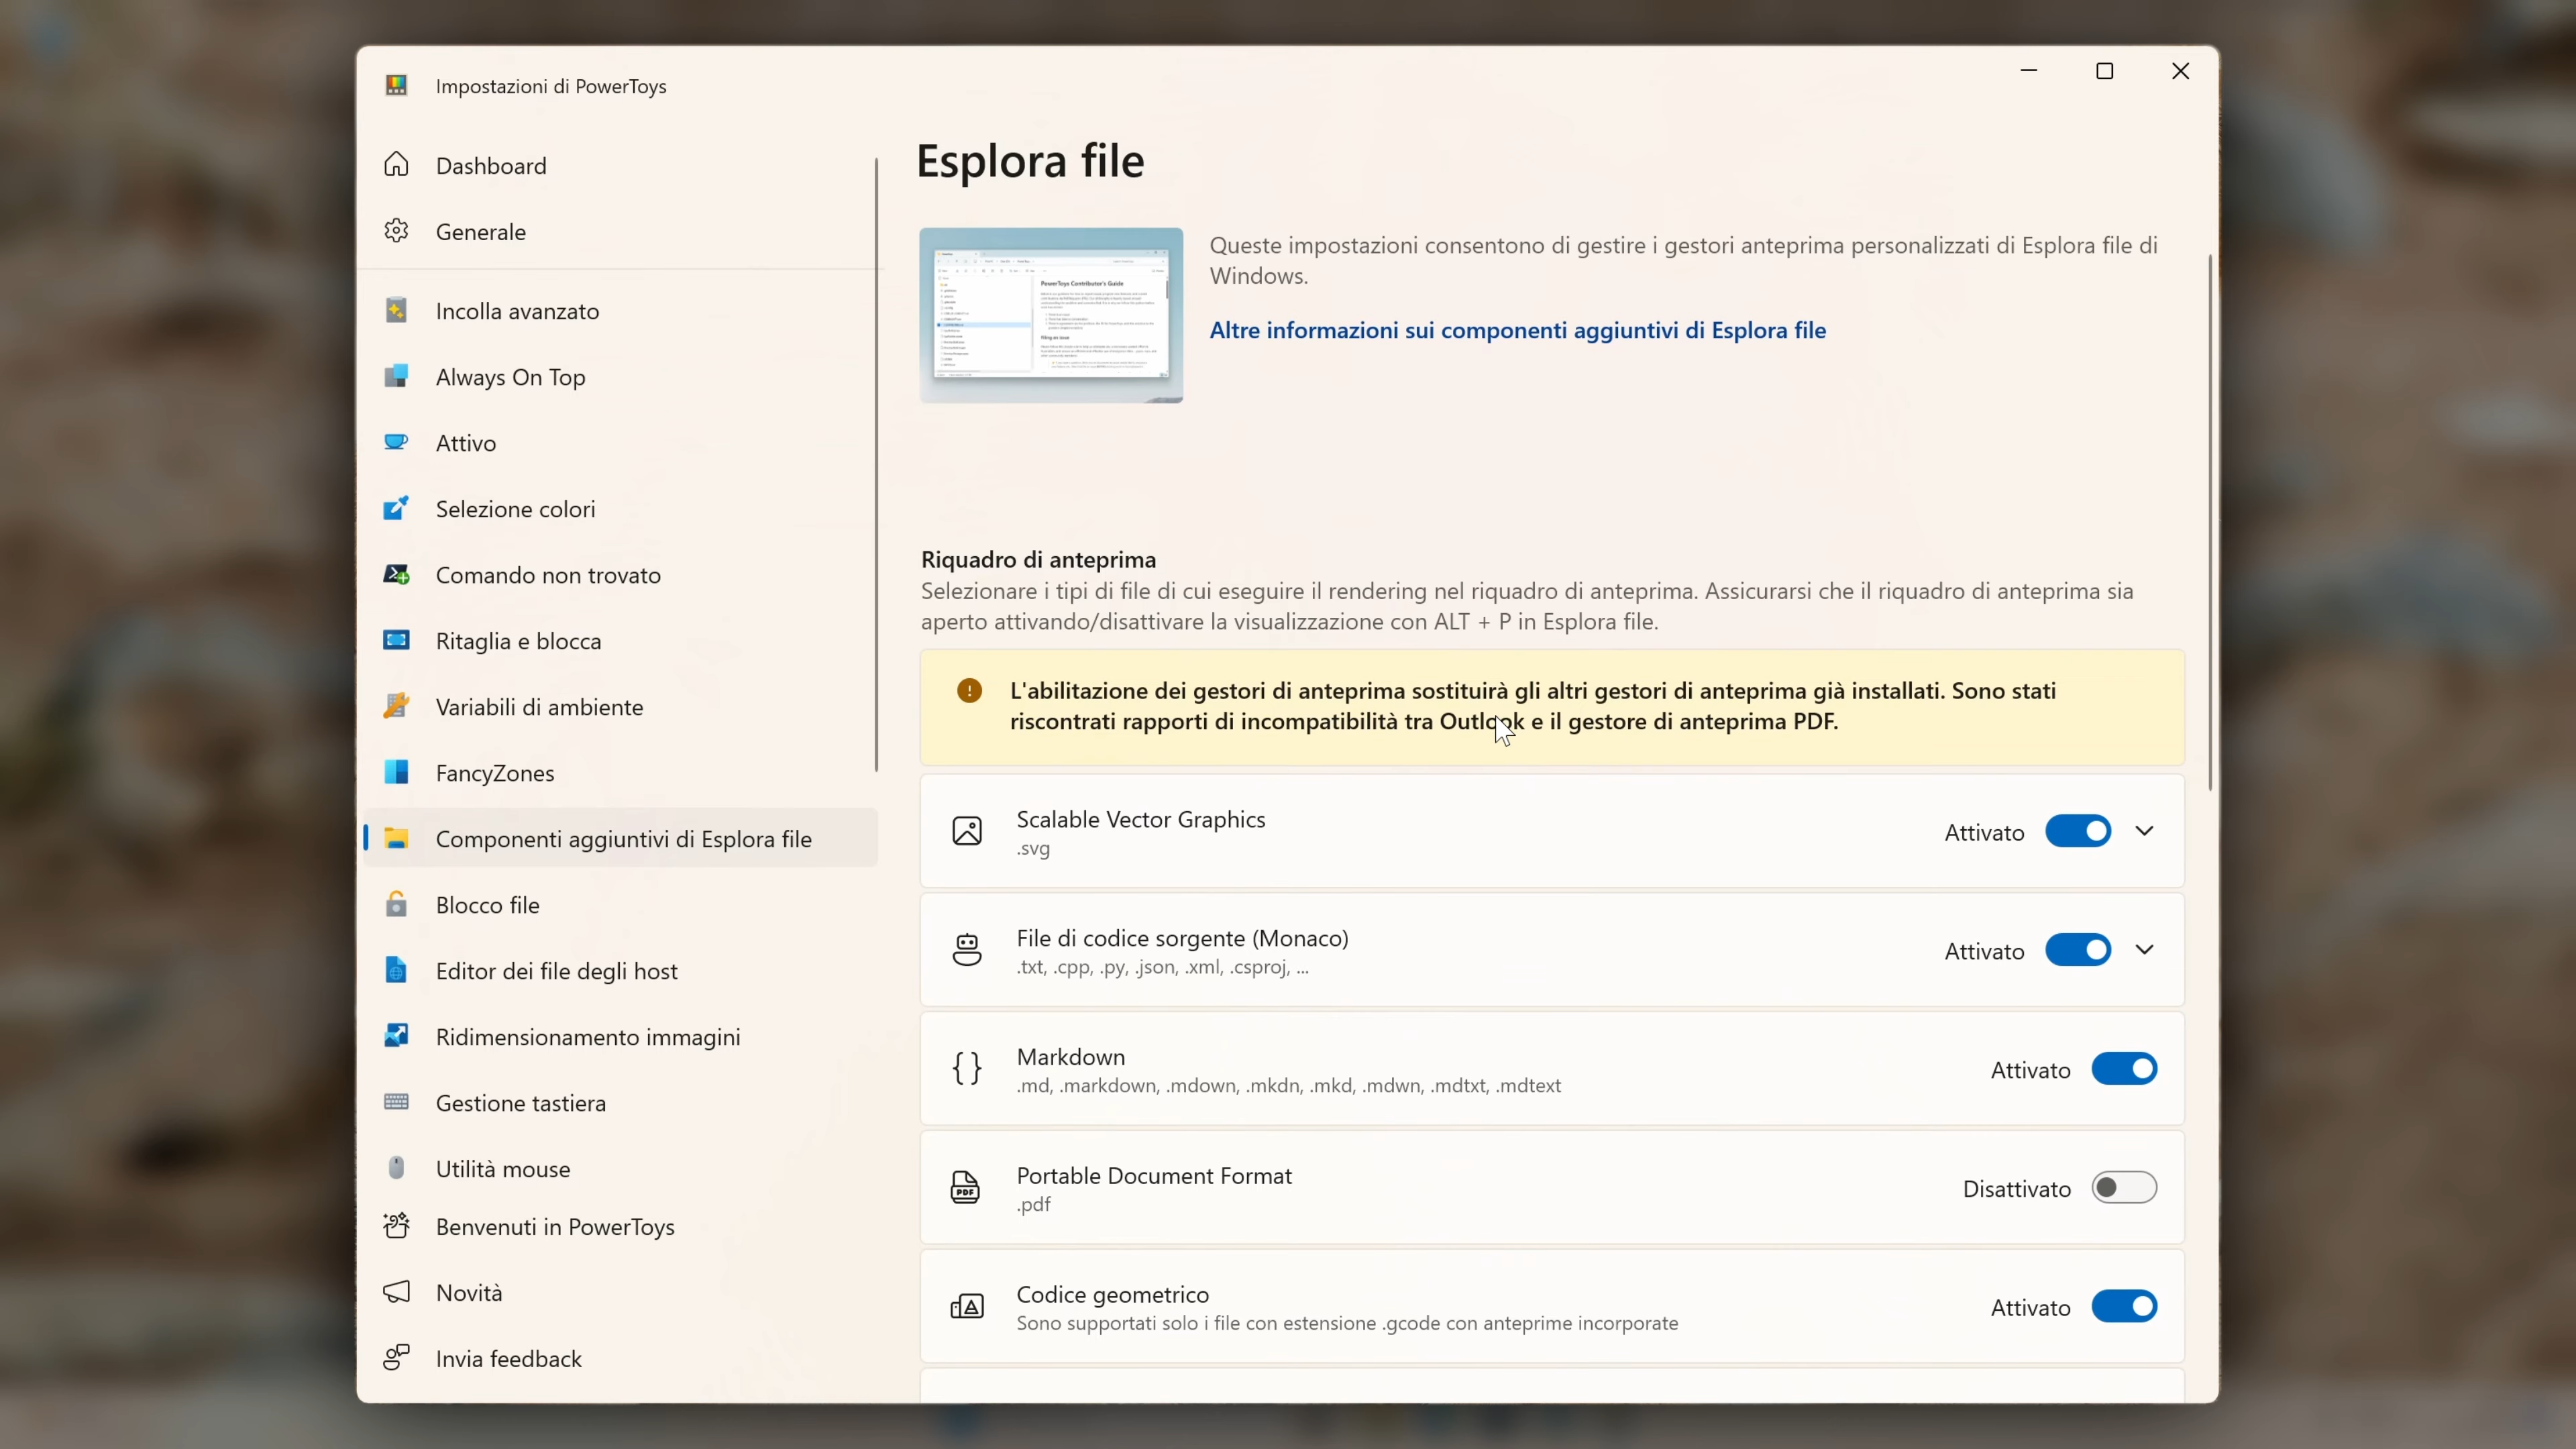 Impostazioni di PowerToys
Dashboard
Generale
Incolla avanzato
Always On Top
Attivo
Selezione colori
Comando non trovato
Ritaglia e blocca
Variabili di ambiente
FancyZones
Componenti aggiuntivi di Esplora file
Blocco file
Editor dei file degli host
Ridimensionamento immagini
Gestione tastiera
Utilità mouse
Benvenuti in PowerToys
Novità
Invia feedback
Esplora file
PowerToys Contributor's Guide
Queste impostazioni consentono di gestire i gestori anteprima personalizzati di Esplora file di
Windows.
Altre informazioni sui componenti aggiuntivi di Esplora file
Riquadro di anteprima
Selezionare i tipi di file di cui eseguire il rendering nel riquadro di anteprima. Assicurarsi che il riquadro di anteprima sia
aperto attivando/disattivare la visualizzazione con ALT + P in Esplora file.
L'abilitazione dei gestori di anteprima sostituirà gli altri gestori di anteprima già installati. Sono stati
riscontrati rapporti di incompatibilità tra Outlook e il gestore di anteprima PDF.
Scalable Vector Graphics
.svg
Attivato
File di codice sorgente (Monaco)
.txt, .cpp, .py, .json, .xml, .csproj, ...
Attivato
Markdown
.md, .markdown, .mdown, .mkdn, .mkd, .mdwn, .mdtxt, .mdtext
Attivato
PDF
Portable Document Format
.pdf
Disattivato
Codice geometrico
Sono supportati solo i file con estensione .gcode con anteprime incorporate
Attivato